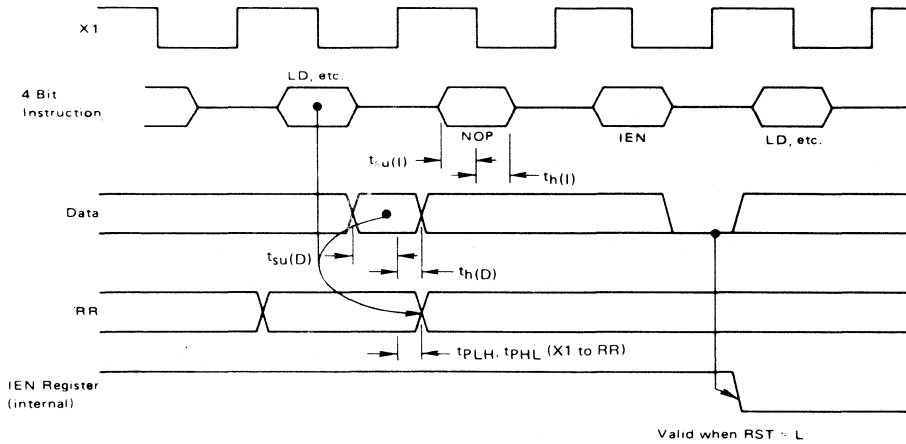 X1
4 Bit
Instruction
LD, etc.
NOP
IEN
LD, etc.
tsu(I)
th(I)
Data
tsu(D)
th(D)
RR
tPLH, tPHL (X1 to RR)
IEN Register
(internal)
Valid when RST = L